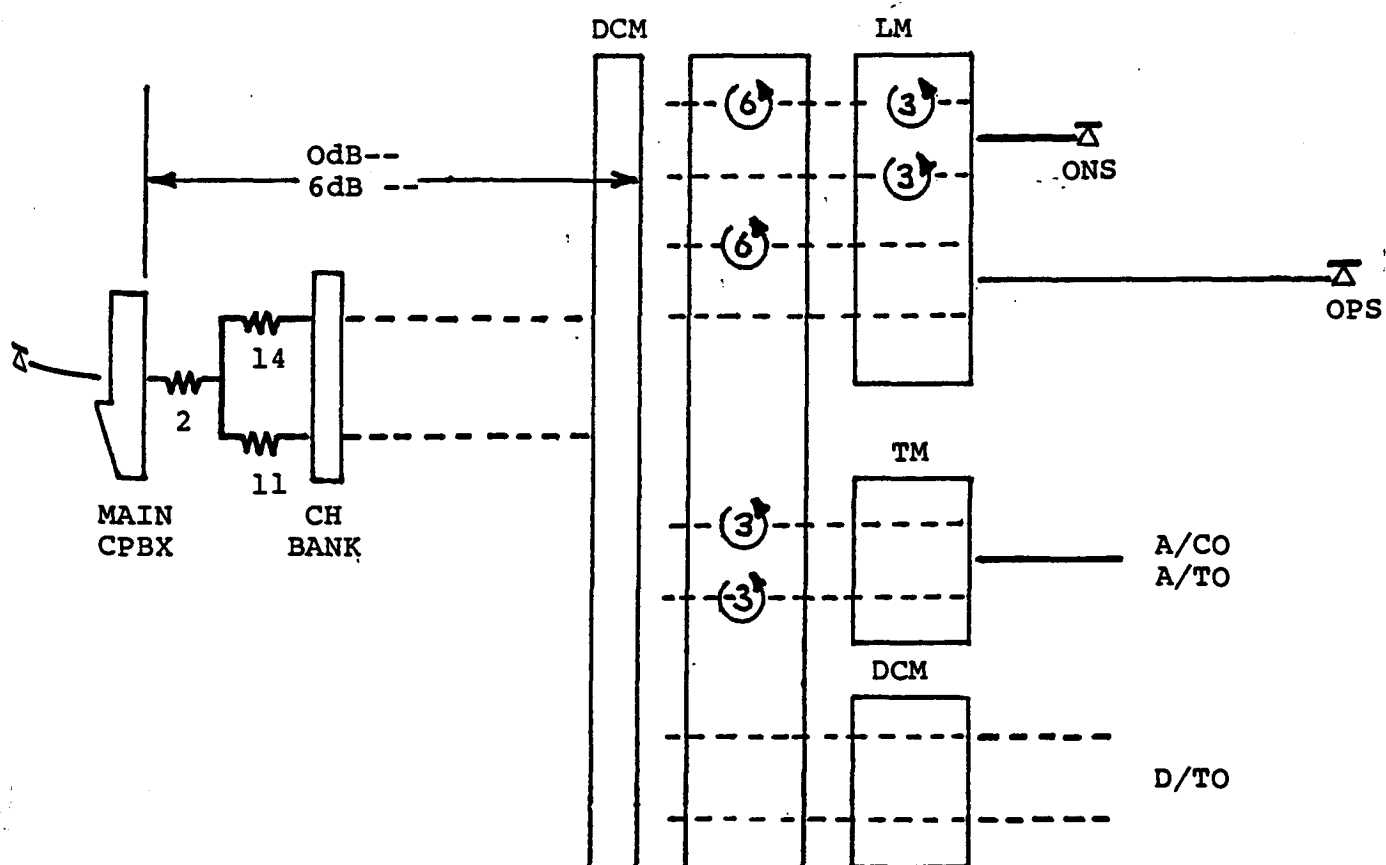 DCM
LM
6
3
0dB--
6dB --
3
ONS
6
OPS
14
2
11
TM
MAIN
CPBX
CH
BANK
3
A/CO
A/TO
3
DCM
D/TO